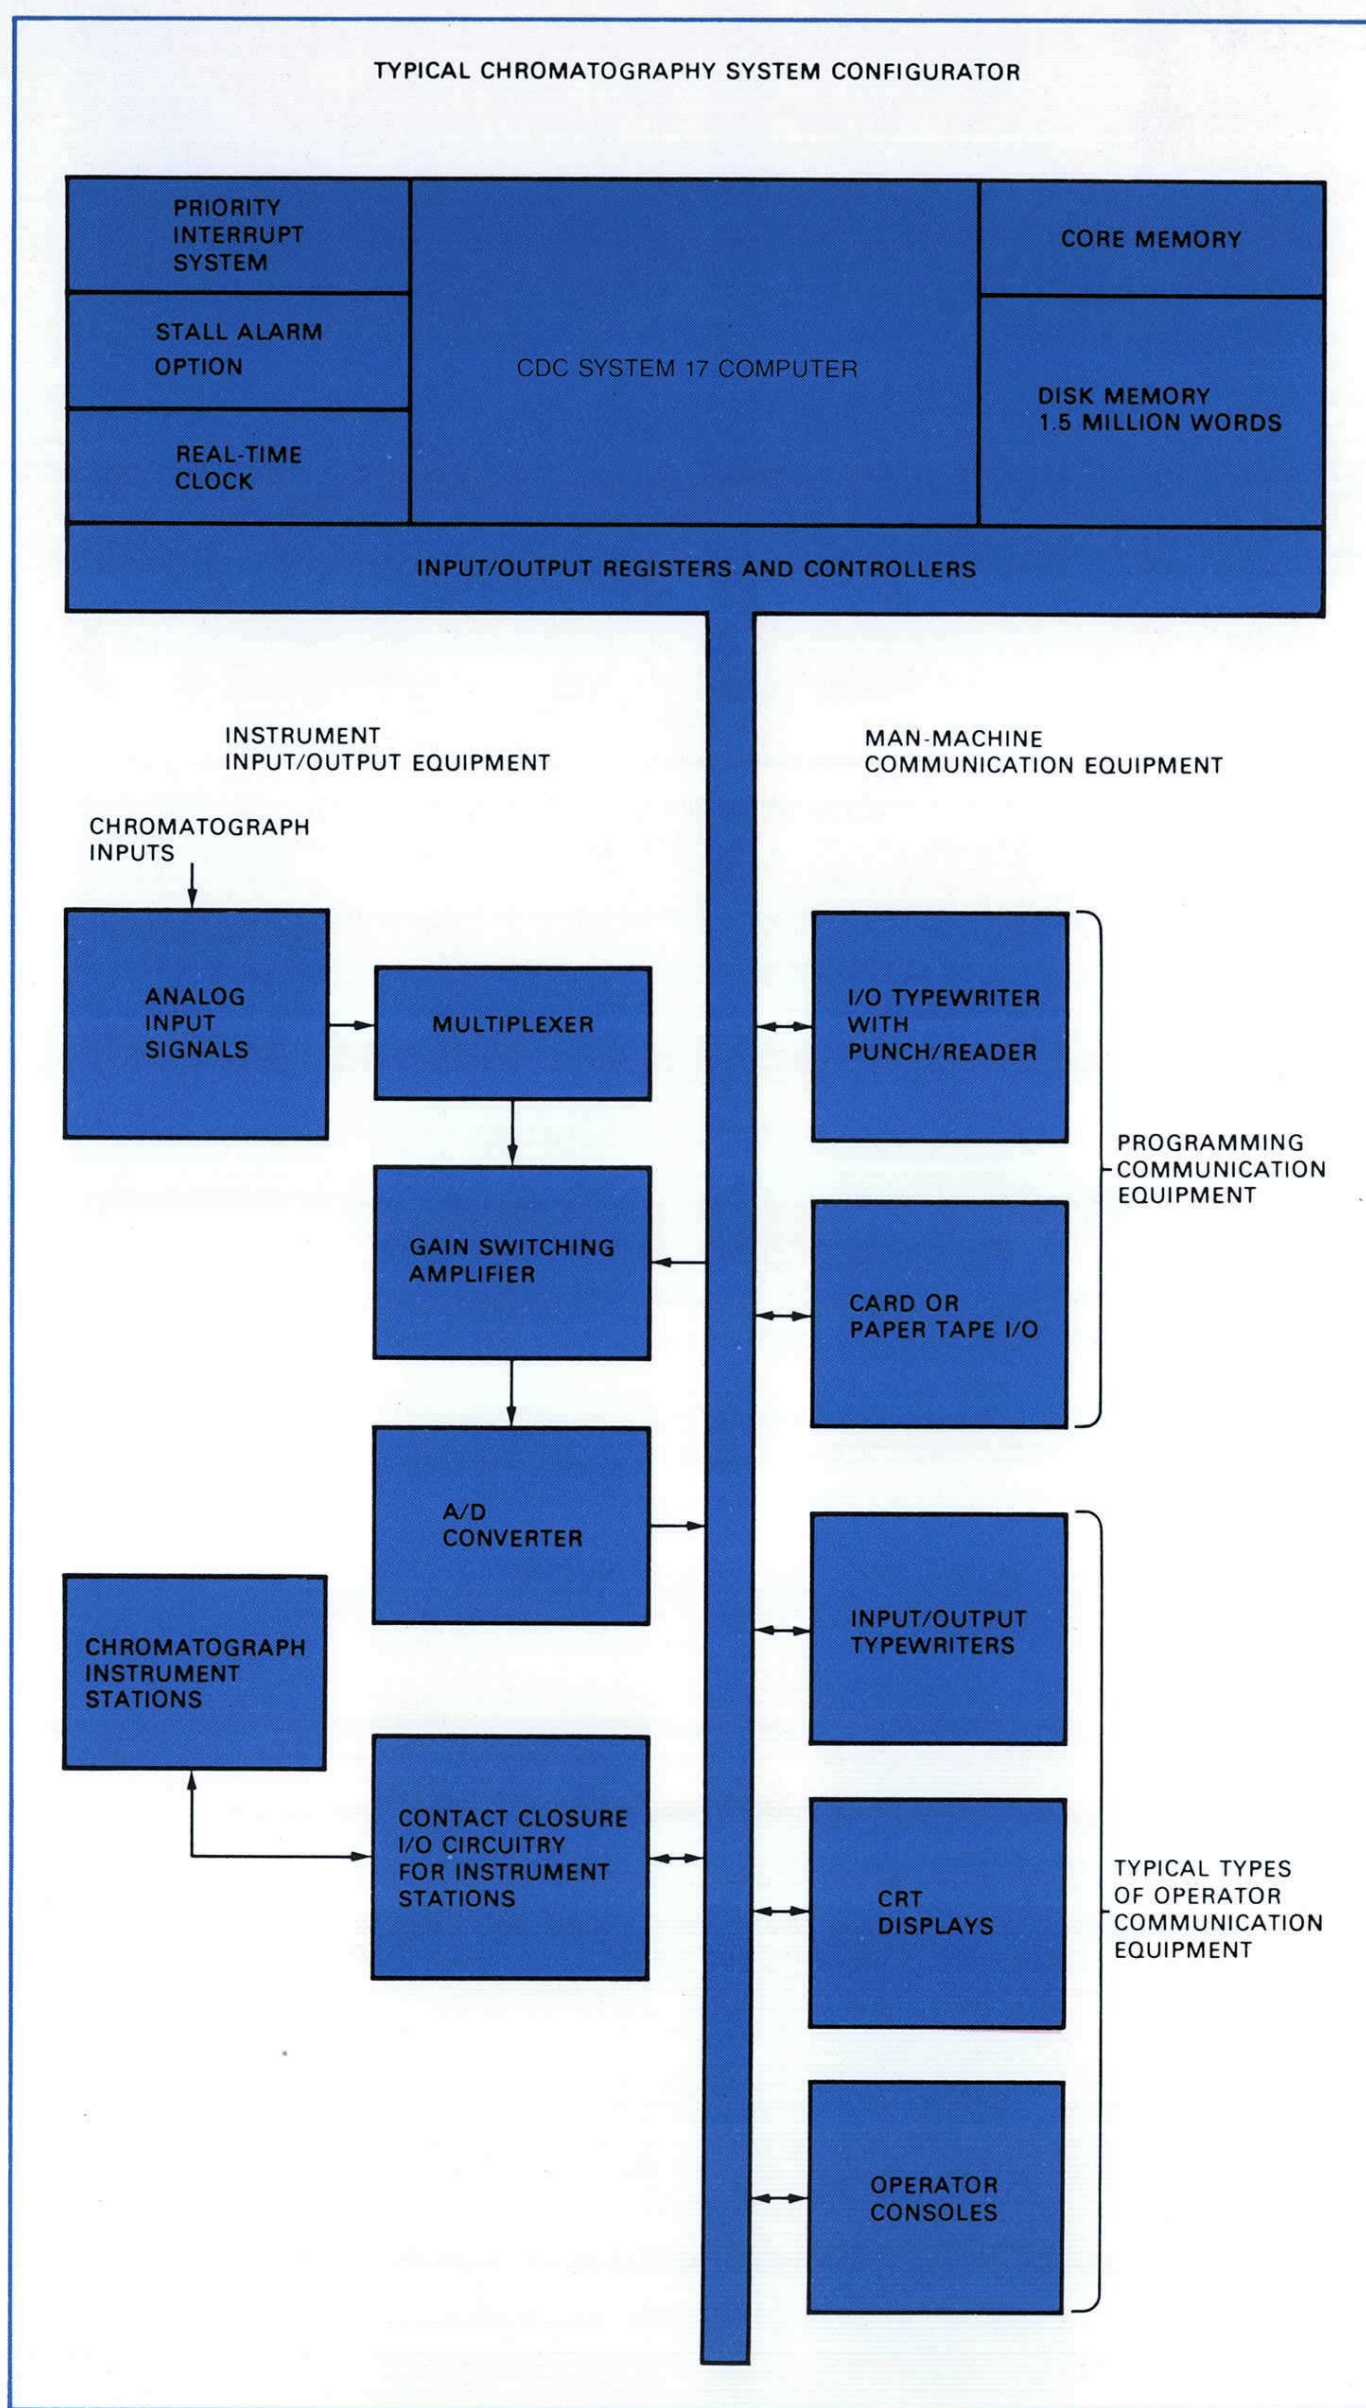 TYPICAL CHROMATOGRAPHY SYSTEM CONFIGURATOR
PRIORITY
INTERRUPT
SYSTEM
STALL ALARM
OPTION
REAL-TIME
CLOCK
CDC SYSTEM 17 COMPUTER
CORE MEMORY
DISK MEMORY
1.5 MILLION WORDS
INPUT/OUTPUT REGISTERS AND CONTROLLERS
INSTRUMENT
INPUT/OUTPUT EQUIPMENT
CHROMATOGRAPH
INPUTS
ANALOG
INPUT
SIGNALS
MULTIPLEXER
GAIN SWITCHING
AMPLIFIER
A/D
CONVERTER
CHROMATOGRAPH
INSTRUMENT
STATIONS
CONTACT CLOSURE
I/O CIRCUITRY
FOR INSTRUMENT
STATIONS
MAN-MACHINE
COMMUNICATION EQUIPMENT
I/O TYPEWRITER
WITH
PUNCH/READER
CARD OR
PAPER TAPE I/O
PROGRAMMING
COMMUNICATION
EQUIPMENT
INPUT/OUTPUT
TYPEWRITERS
CRT
DISPLAYS
OPERATOR
CONSOLES
TYPICAL TYPES
OF OPERATOR
COMMUNICATION
EQUIPMENT